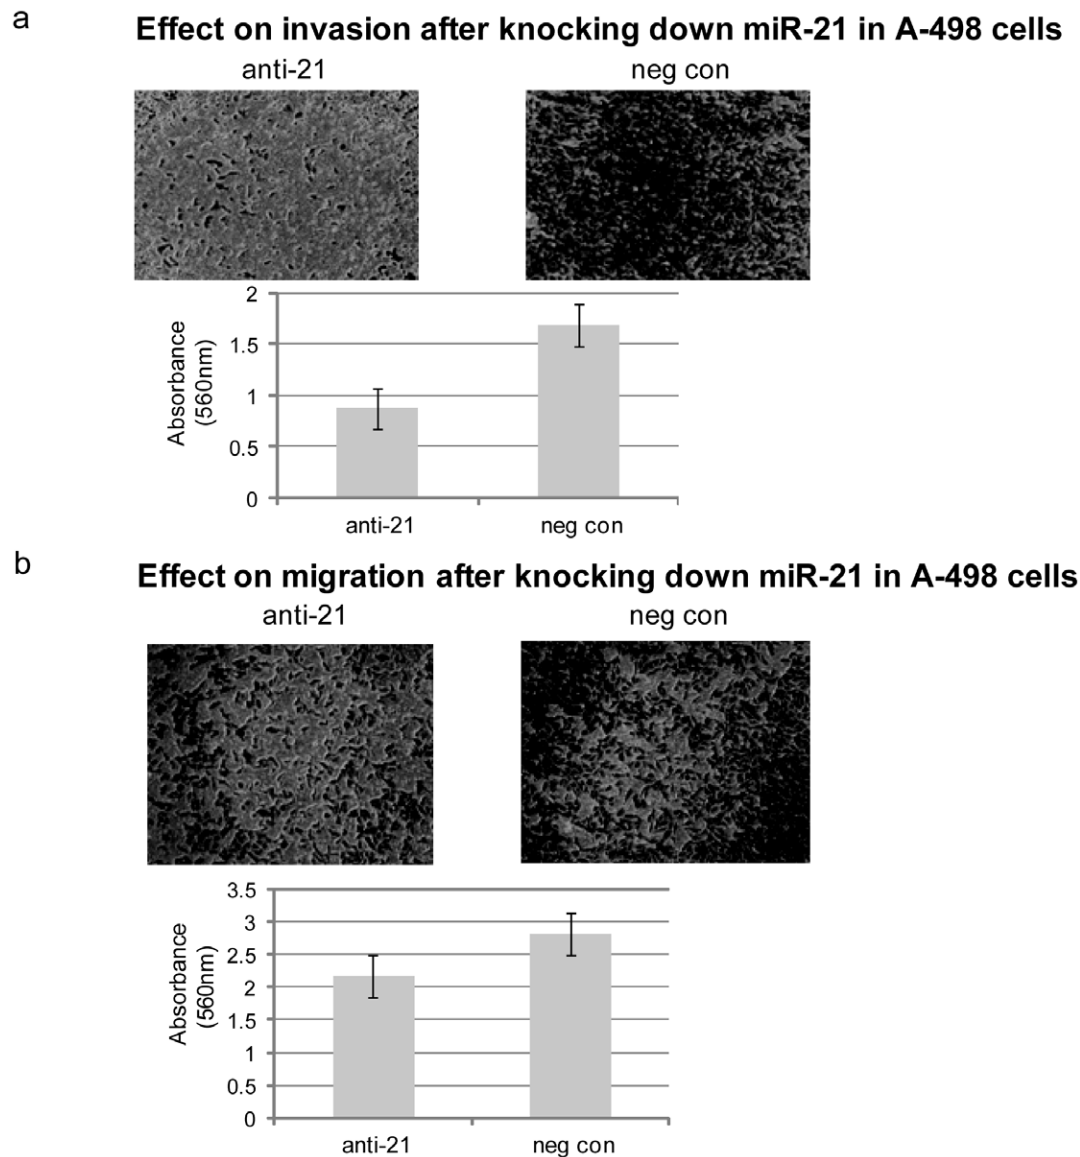 a
Effect on invasion after knocking down miR-21 in A-498 cells
anti-21
neg con
Absorbance
(560nm)
2
1.5
1
0.5
0
anti-21
neg con
b
Effect on migration after knocking down miR-21 in A-498 cells
anti-21
neg con
Absorbance
(560nm)
3.5
3
2.5
2
1.5
1
0.5
0
anti-21
neg con